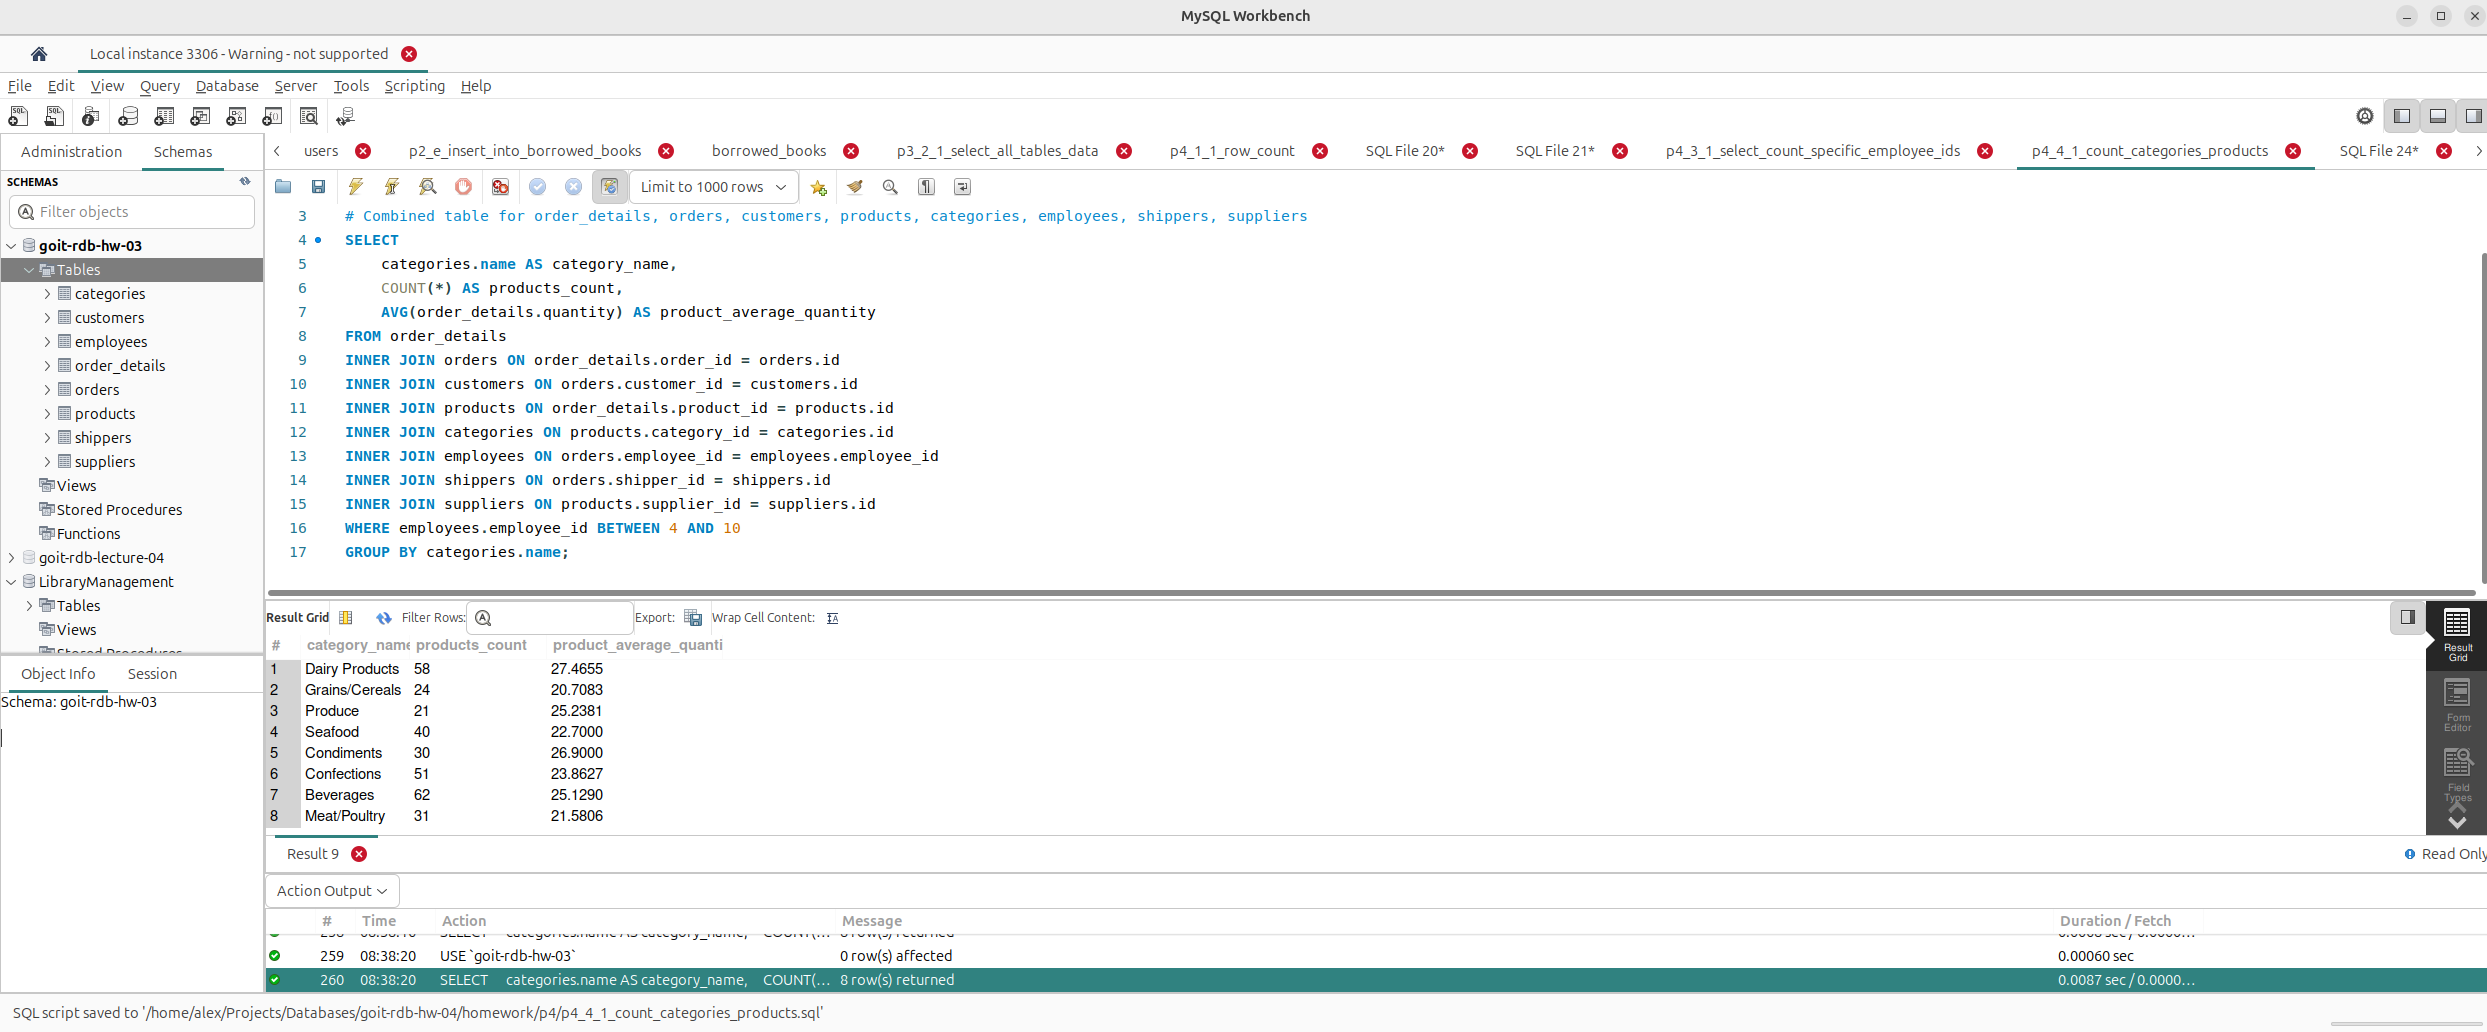 MySQL Workbench
Local instance 3306 - Warning - not supported
File Edit View Query Database Server Tools Scripting Help
Administration Schemas
users p2_e_insert_into_borrowed_books borrowed_books p3_2_1_select_all_tables_data p4_1_1_row_count SQL File 20* SQL File 21* p4_3_1_select_count_specific_employee_ids p4_4_1_count_categories_products SQL File 24*
SCHEMAS
Filter objects
goit-rdb-hw-03
Tables
categories
customers
employees
order_details
orders
products
shippers
suppliers
Views
Stored Procedures
Functions
goit-rdb-lecture-04
LibraryManagement
Tables
Views
Stored Procedures
Object Info Session
Schema: goit-rdb-hw-03
Limit to 1000 rows
3 # Combined table for order_details, orders, customers, products, categories, employees, shippers, suppliers
4 SELECT
5 categories.name AS category_name,
6 COUNT(*) AS products_count,
7 AVG(order_details.quantity) AS product_average_quantity
8 FROM order_details
9 INNER JOIN orders ON order_details.order_id = orders.id
10 INNER JOIN customers ON orders.customer_id = customers.id
11 INNER JOIN products ON order_details.product_id = products.id
12 INNER JOIN categories ON products.category_id = categories.id
13 INNER JOIN employees ON orders.employee_id = employees.employee_id
14 INNER JOIN shippers ON orders.shipper_id = shippers.id
15 INNER JOIN suppliers ON products.supplier_id = suppliers.id
16 WHERE employees.employee_id BETWEEN 4 AND 10
17 GROUP BY categories.name;
Result Grid Filter Rows: Export: Wrap Cell Content:
# category_name products_count product_average_quanti
1 Dairy Products 58 27.4655
2 Grains/Cereals 24 20.7083
3 Produce 21 25.2381
4 Seafood 40 22.7000
5 Condiments 30 26.9000
6 Confections 51 23.8627
7 Beverages 62 25.1290
8 Meat/Poultry 31 21.5806
Result Grid
Form Editor
Field Types
Result 9 Read Only
Action Output
# Time Action Message Duration / Fetch
259 08:38:20 USE `goit-rdb-hw-03` 0 row(s) affected 0.00060 sec
260 08:38:20 SELECT categories.name AS category_name, COUNT(... 8 row(s) returned 0.0087 sec / 0.0000...
SQL script saved to '/home/alex/Projects/Databases/goit-rdb-hw-04/homework/p4/p4_4_1_count_categories_products.sql'